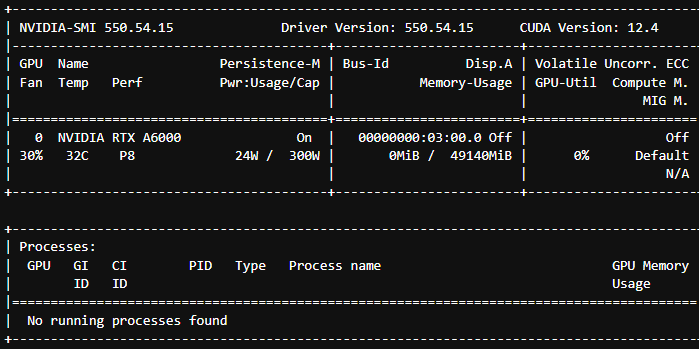 +-----------------------------------------------------------------------------------------
| NVIDIA-SMI 550.54.15              Driver Version: 550.54.15      CUDA Version: 12.4
|-----------------------------------------+------------------------+----------------------
| GPU  Name                 Persistence-M | Bus-Id          Disp.A | Volatile Uncorr. ECC
| Fan  Temp   Perf          Pwr:Usage/Cap |           Memory-Usage | GPU-Util  Compute M.
|                                         |                        |               MIG M.
|=========================================+========================+======================
|   0  NVIDIA RTX A6000                On |   00000000:03:00.0 Off |                  Off
| 30%   32C    P8              24W /  300W |       0MiB /  49140MiB |      0%      Default
|                                         |                        |                  N/A
+-----------------------------------------+------------------------+----------------------
+-----------------------------------------------------------------------------------------
| Processes:
|  GPU   GI   CI        PID   Type   Process name                              GPU Memory
|        ID   ID                                                               Usage
|=========================================================================================
|  No running processes found
+-----------------------------------------------------------------------------------------